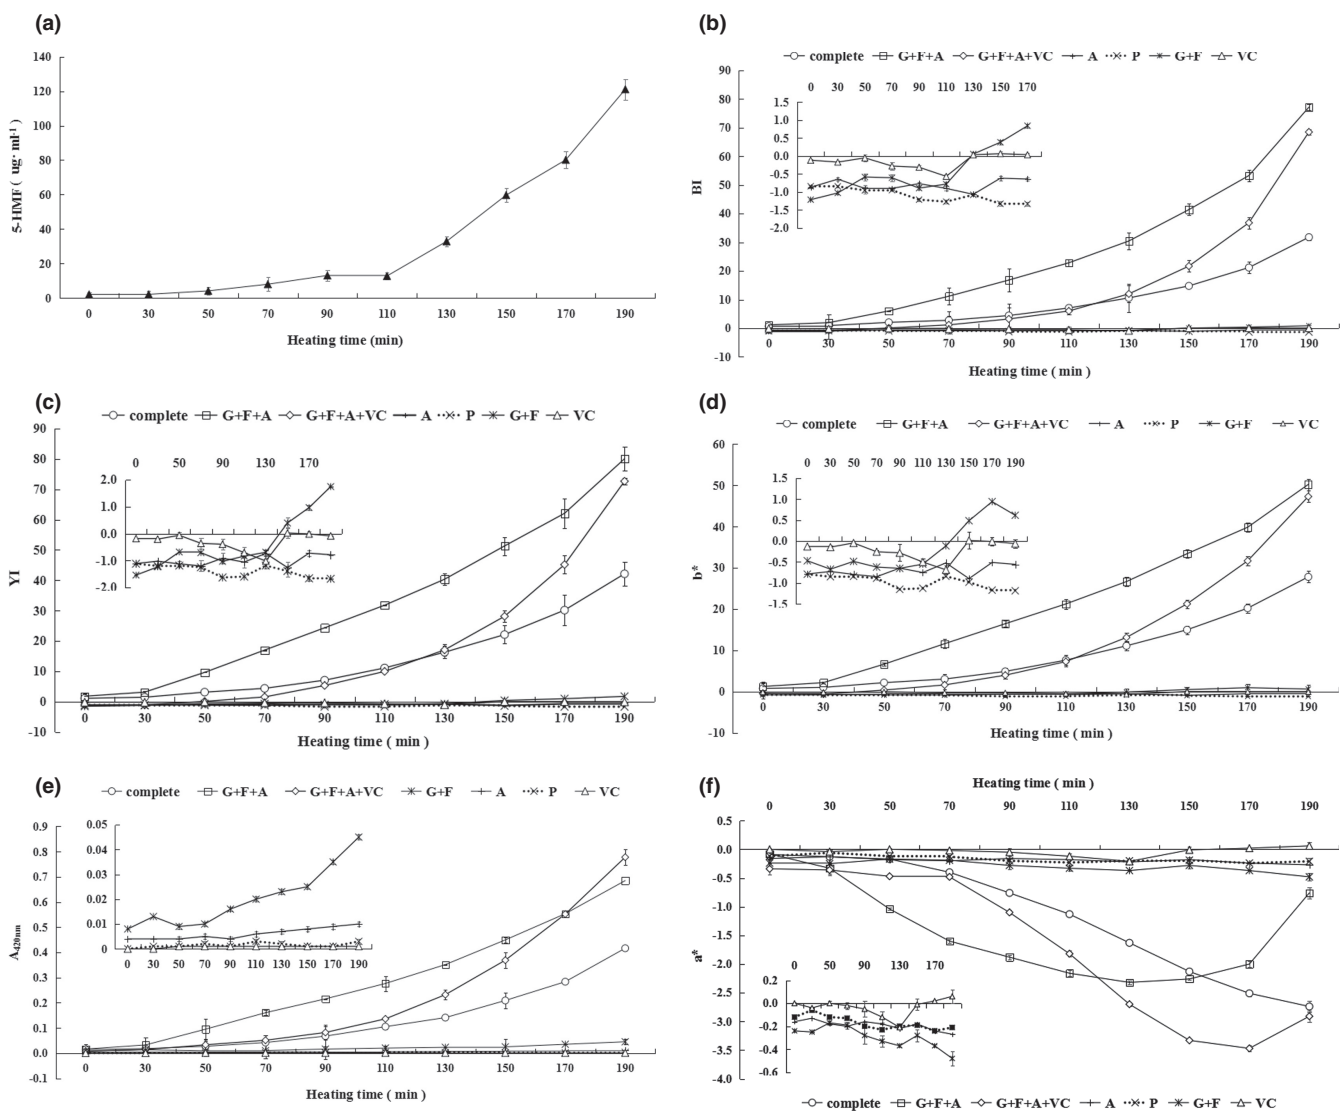 (a)
140
120
100
80
60
40
20
0
5-HMF ( ug· ml⁻¹)
0 30 50 70 90 110 130 150 170 190
Heating time (min)
(b)
complete G+F+A G+F+A+VC A P G+F VC
90
80
70
60
50
40
30
20
10
0
-10
BI
0 30 50 70 90 110 130 150 170
1.5
1.0
0.5
0.0
-0.5
-1.0
-1.5
-2.0
0 30 50 70 90 110 130 150 170 190
Heating time ( min )
(c)
complete G+F+A G+F+A+VC A P G+F VC
90
80
70
60
50
40
30
20
10
0
-10
YI
0 50 90 130 170
2.0
1.0
0.0
-1.0
-2.0
0 30 50 70 90 110 130 150 170 190
Heating time ( min )
(d)
complete G+F+A G+F+A+VC A P G+F VC
60
50
40
30
20
10
0
-10
b*
0 30 50 70 90 110 130 150 170 190
1.5
1.0
0.5
0.0
-0.5
-1.0
-1.5
0 30 50 70 90 110 130 150 170 190
Heating time ( min )
(e)
complete G+F+A G+F+A+VC G+F A P VC
0.9
0.8
0.7
0.6
0.5
0.4
0.3
0.2
0.1
0.0
-0.1
A420nm
0.05
0.04
0.03
0.02
0.01
0
0 30 50 70 90 110 130 150 170 190
0 30 50 70 90 110 130 150 170 190
Heating time ( min )
(f)
Heating time ( min )
0 30 50 70 90 110 130 150 170 190
0.5
0.0
-0.5
-1.0
-1.5
-2.0
-2.5
-3.0
-3.5
-4.0
a*
0.2
0.0
-0.2
-0.4
-0.6
0 50 90 130 170
complete G+F+A G+F+A+VC A P G+F VC